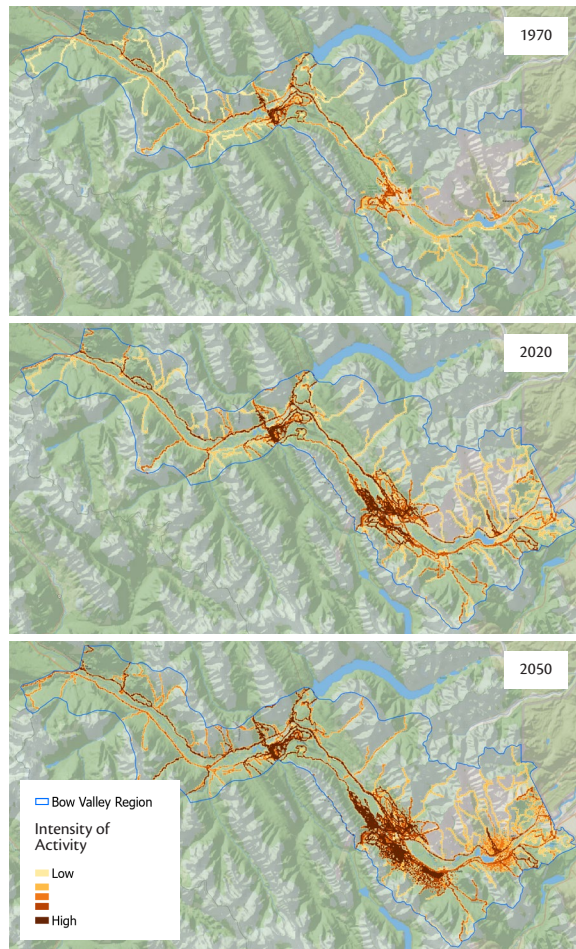 1970
2020
2050
Bow Valley Region
Intensity of
Activity
Low
High